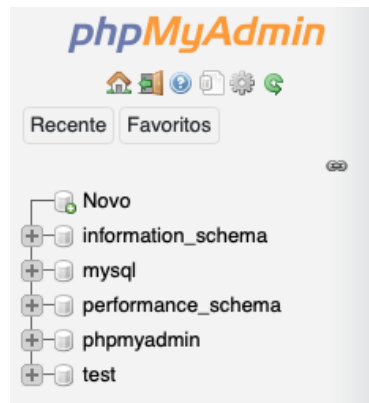 phpMyAdmin
Recente Favoritos
Novo
information_schema
mysql
performance_schema
phpmyadmin
test